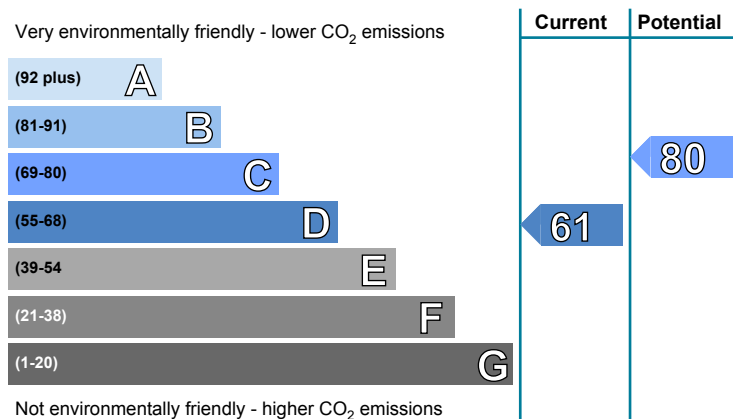 Very environmentally friendly - lower CO₂ emissions
Current
Potential
(92 plus) A
(81-91) B
(69-80) C
80
(55-68) D
61
(39-54 E
(21-38) F
(1-20) G
Not environmentally friendly - higher CO₂ emissions